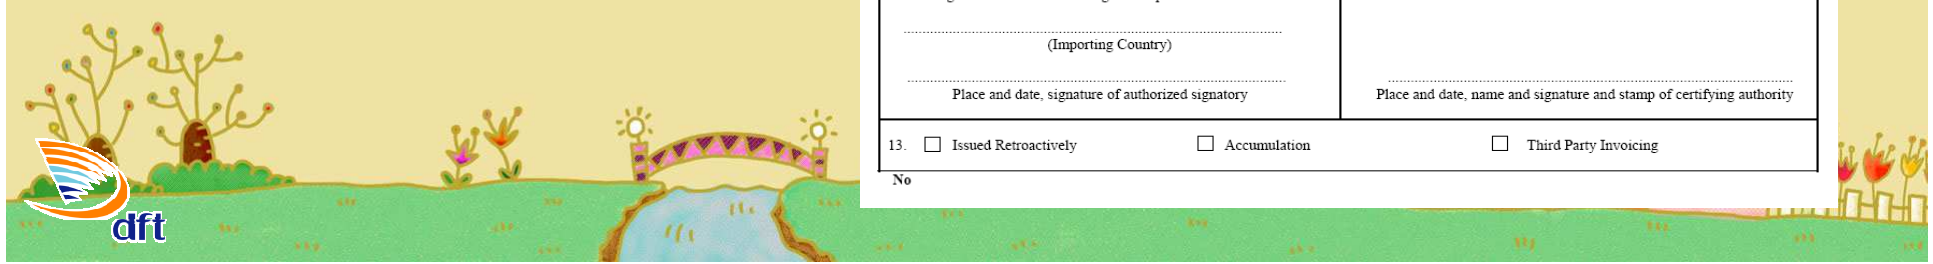 (Importing Country)
Place and date, signature of authorized signatory
Place and date, name and signature and stamp of certifying authority
13. Issued Retroactively Accumulation Third Party Invoicing
No
dft